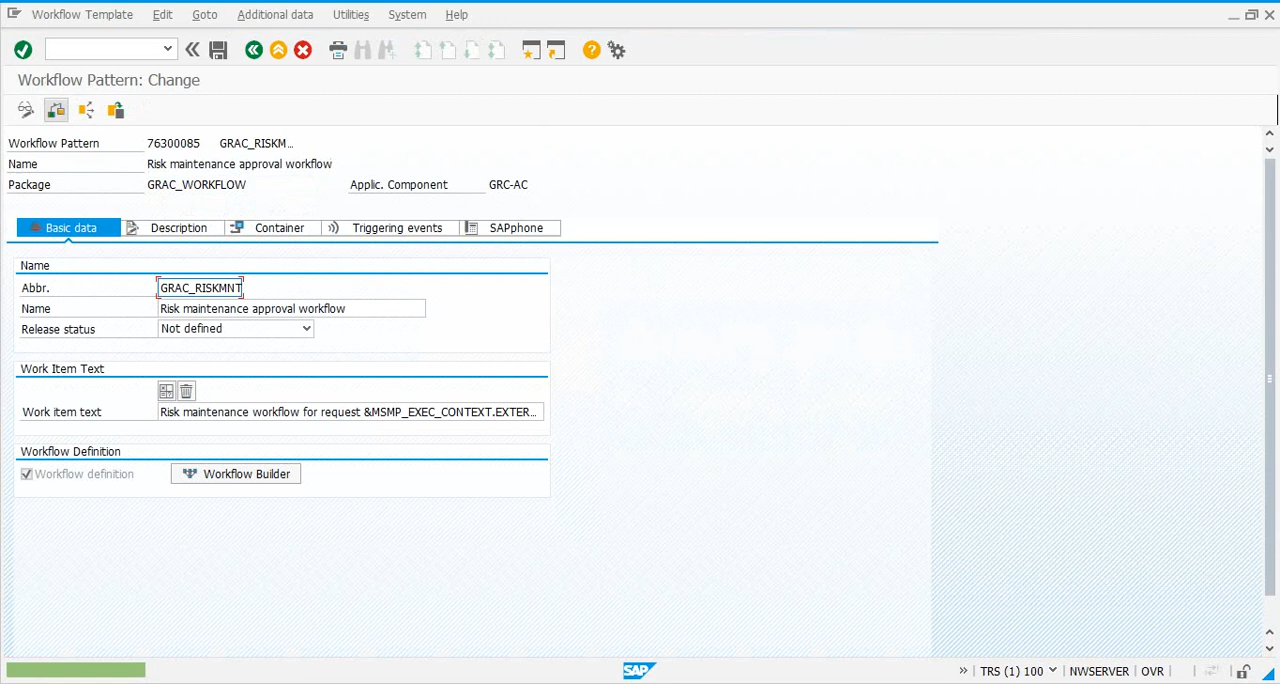 Workflow Template Edit Goto Additional data Utilities System Help
Workflow Pattern: Change
Workflow Pattern 76300085 GRAC_RISKM...
Name Risk maintenance approval workflow
Package GRAC_WORKFLOW Applic. Component GRC-AC
Basic data Description Container Triggering events SAPphone
Name
Abbr. GRAC_RISKMNT
Name Risk maintenance approval workflow
Release status Not defined
Work Item Text
Work item text Risk maintenance workflow for request &MSMP_EXEC_CONTEXT.EXTER...
Workflow Definition
Workflow definition Workflow Builder
SAP TRS (1) 100 NWSERVER OVR